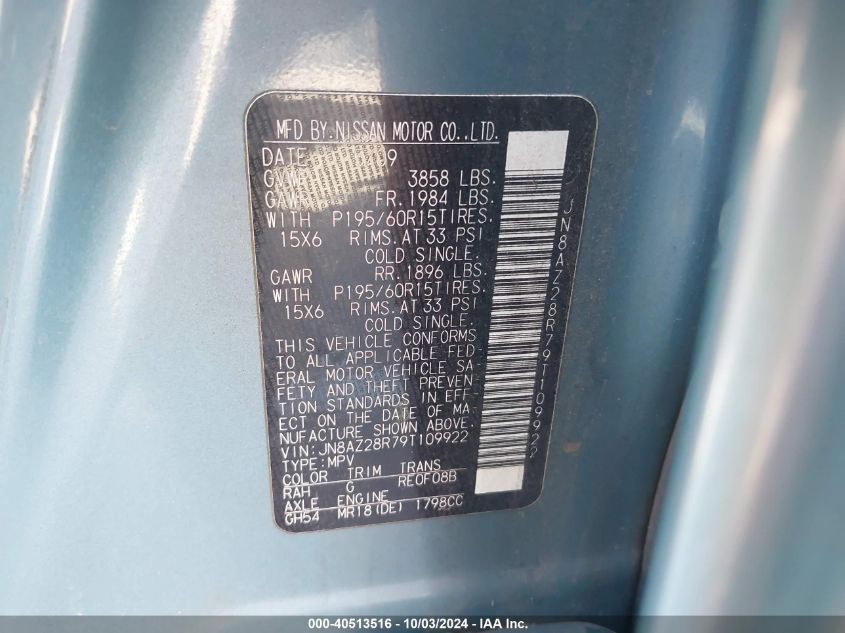 MFD BY. NISSAN MOTOR CO., LTD.
DATE 9
GVWR 3858 LBS.
GAWR FR. 1984 LBS.
WITH P195/60R15TIRES.
15X6 RIMS. AT 33 PSI
COLD SINGLE.
GAWR RR. 1896 LBS.
WITH P195/60R15TIRES.
15X6 RIMS. AT 33 PSI
COLD SINGLE.
THIS VEHICLE CONFORMS
TO ALL APPLICABLE FED-
ERAL MOTOR VEHICLE SA-
FETY AND THEFT PREVEN-
TION STANDARDS IN EFF-
ECT ON THE DATE OF MA-
NUFACTURE SHOWN ABOVE.
VIN: JN8AZ28R79T109922
TYPE: MPV
COLOR TRIM TRANS
RAH G RE0F08B
AXLE ENGINE
GH54 MR18(DE) 1798CC
JN8AZ28R79T109922
000-40513516 - 10/03/2024 - IAA Inc.